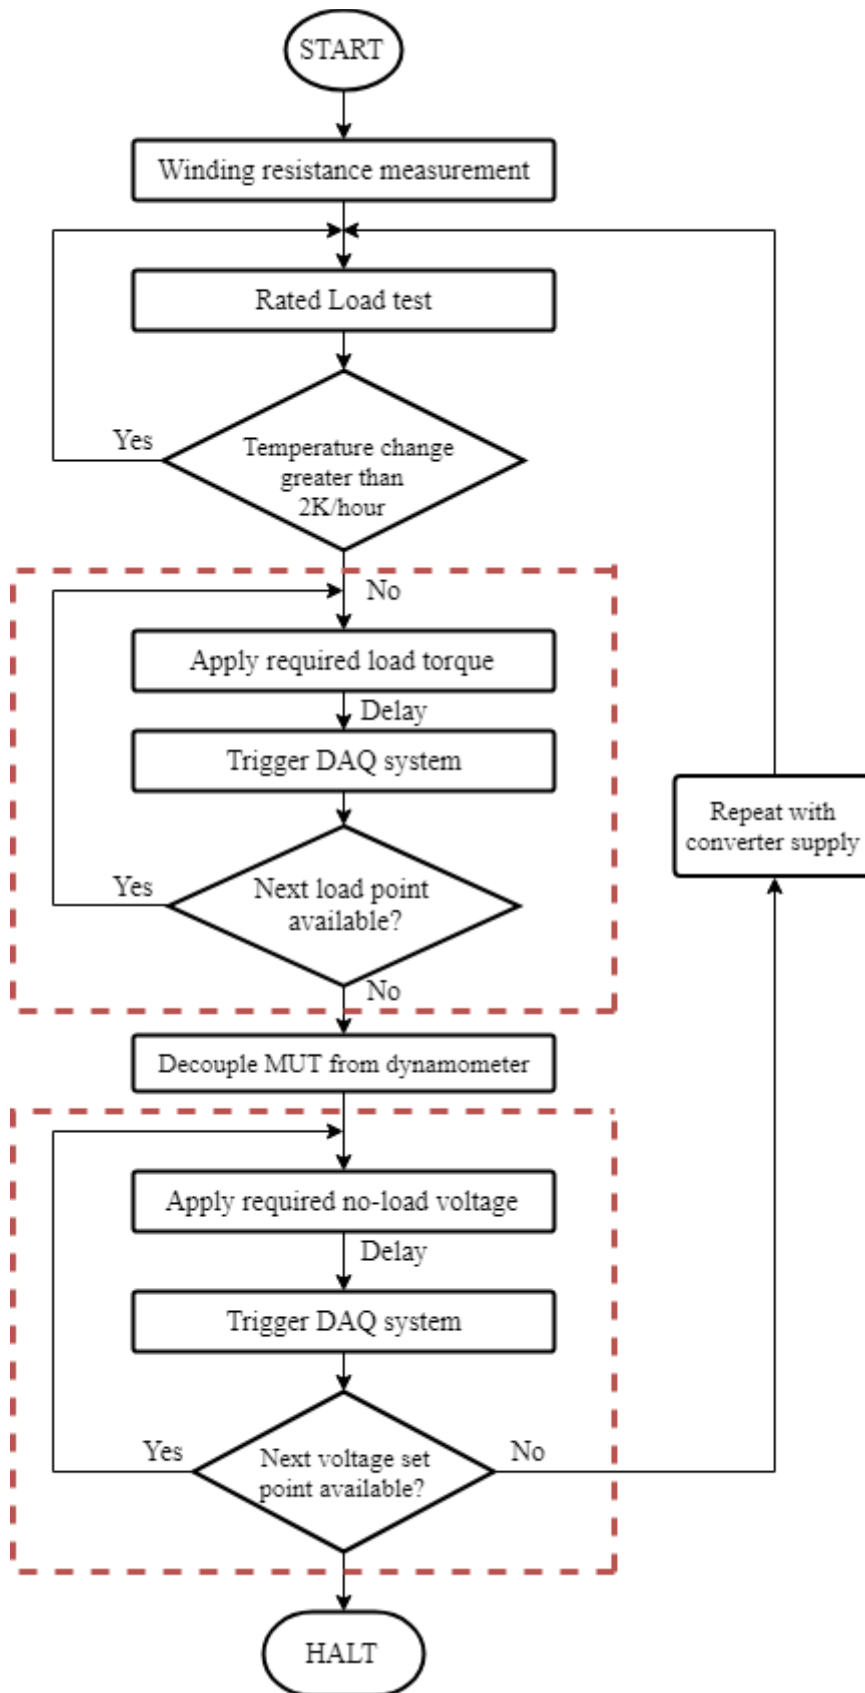 START
Winding resistance measurement
Rated Load test
Yes
Temperature change
greater than
2K/hour
No
Apply required load torque
Delay
Trigger DAQ system
Repeat with
converter supply
Yes
Next load point
available?
No
Decouple MUT from dynamometer
Apply required no-load voltage
Delay
Trigger DAQ system
Yes
Next voltage set
point available?
No
HALT